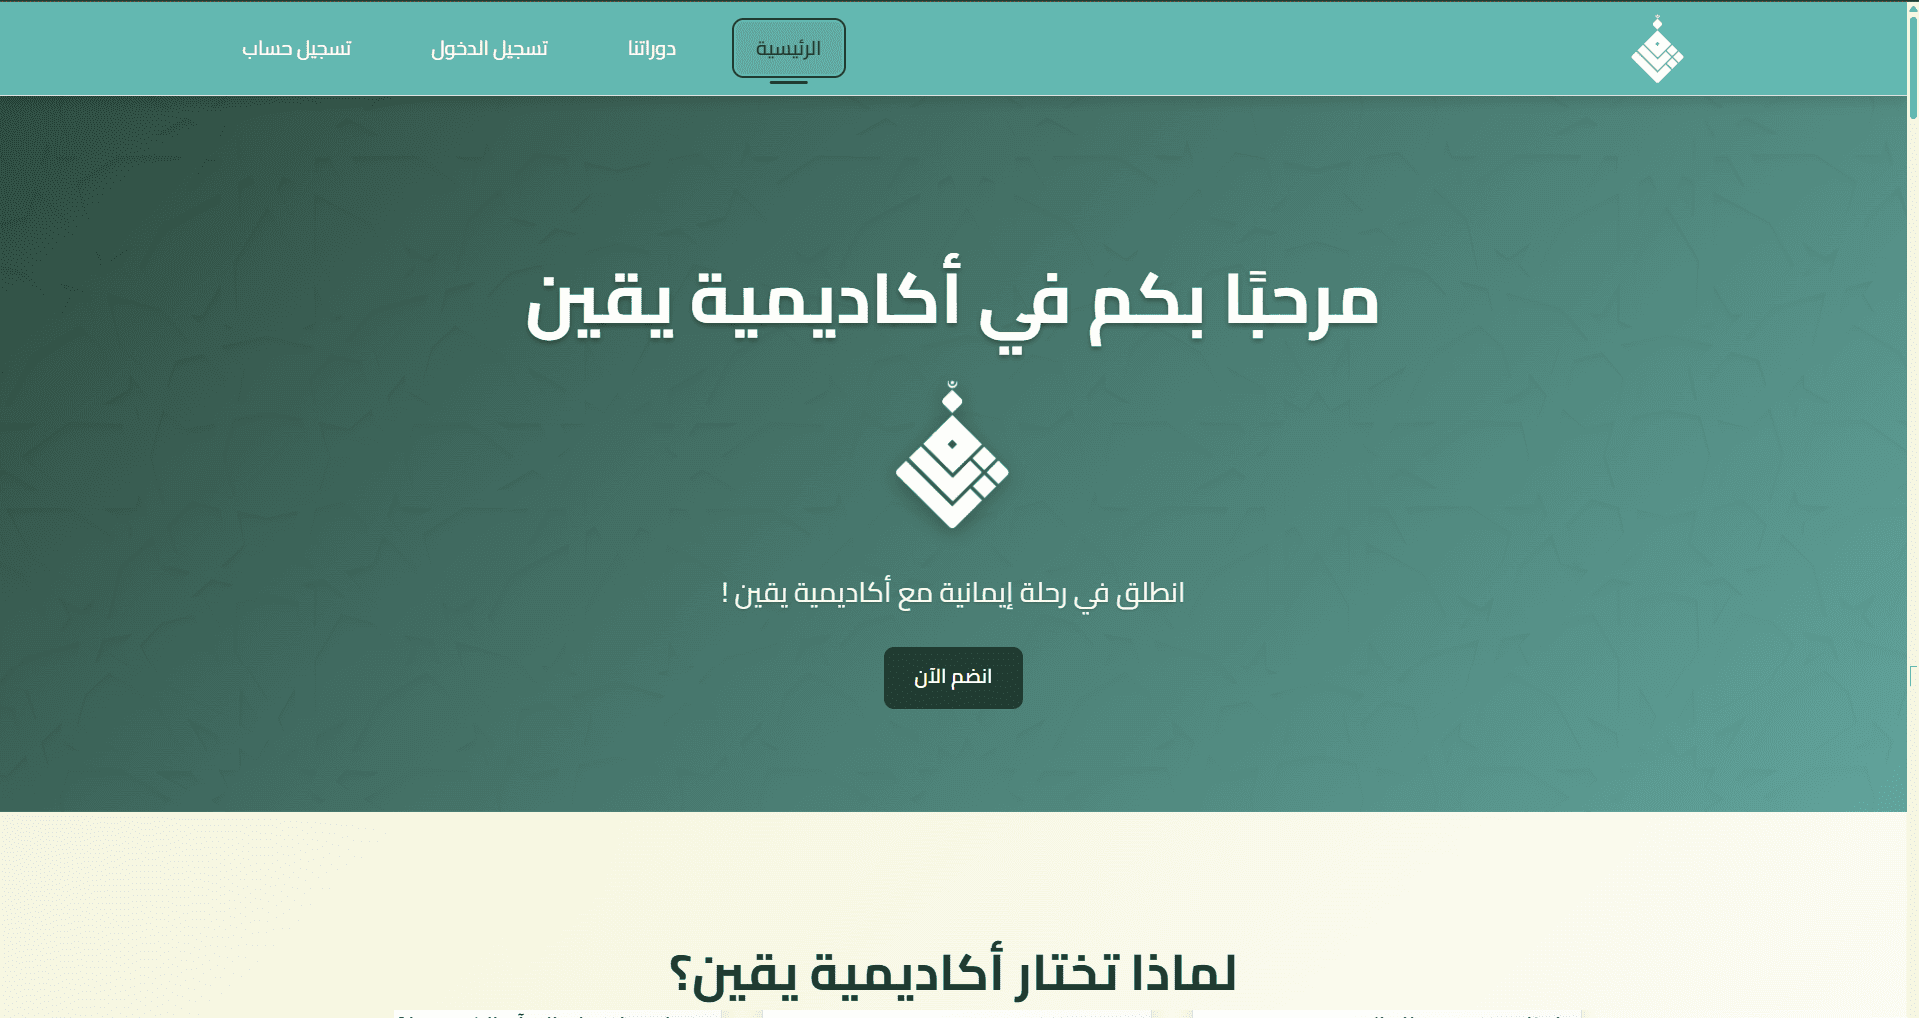 الرئيسية
دوراتنا
تسجيل الدخول
تسجيل حساب
مرحبًا بكم في أكاديمية يقين
انطلق في رحلة إيمانية مع أكاديمية يقين !
انضم الآن
لماذا تختار أكاديمية يقين؟